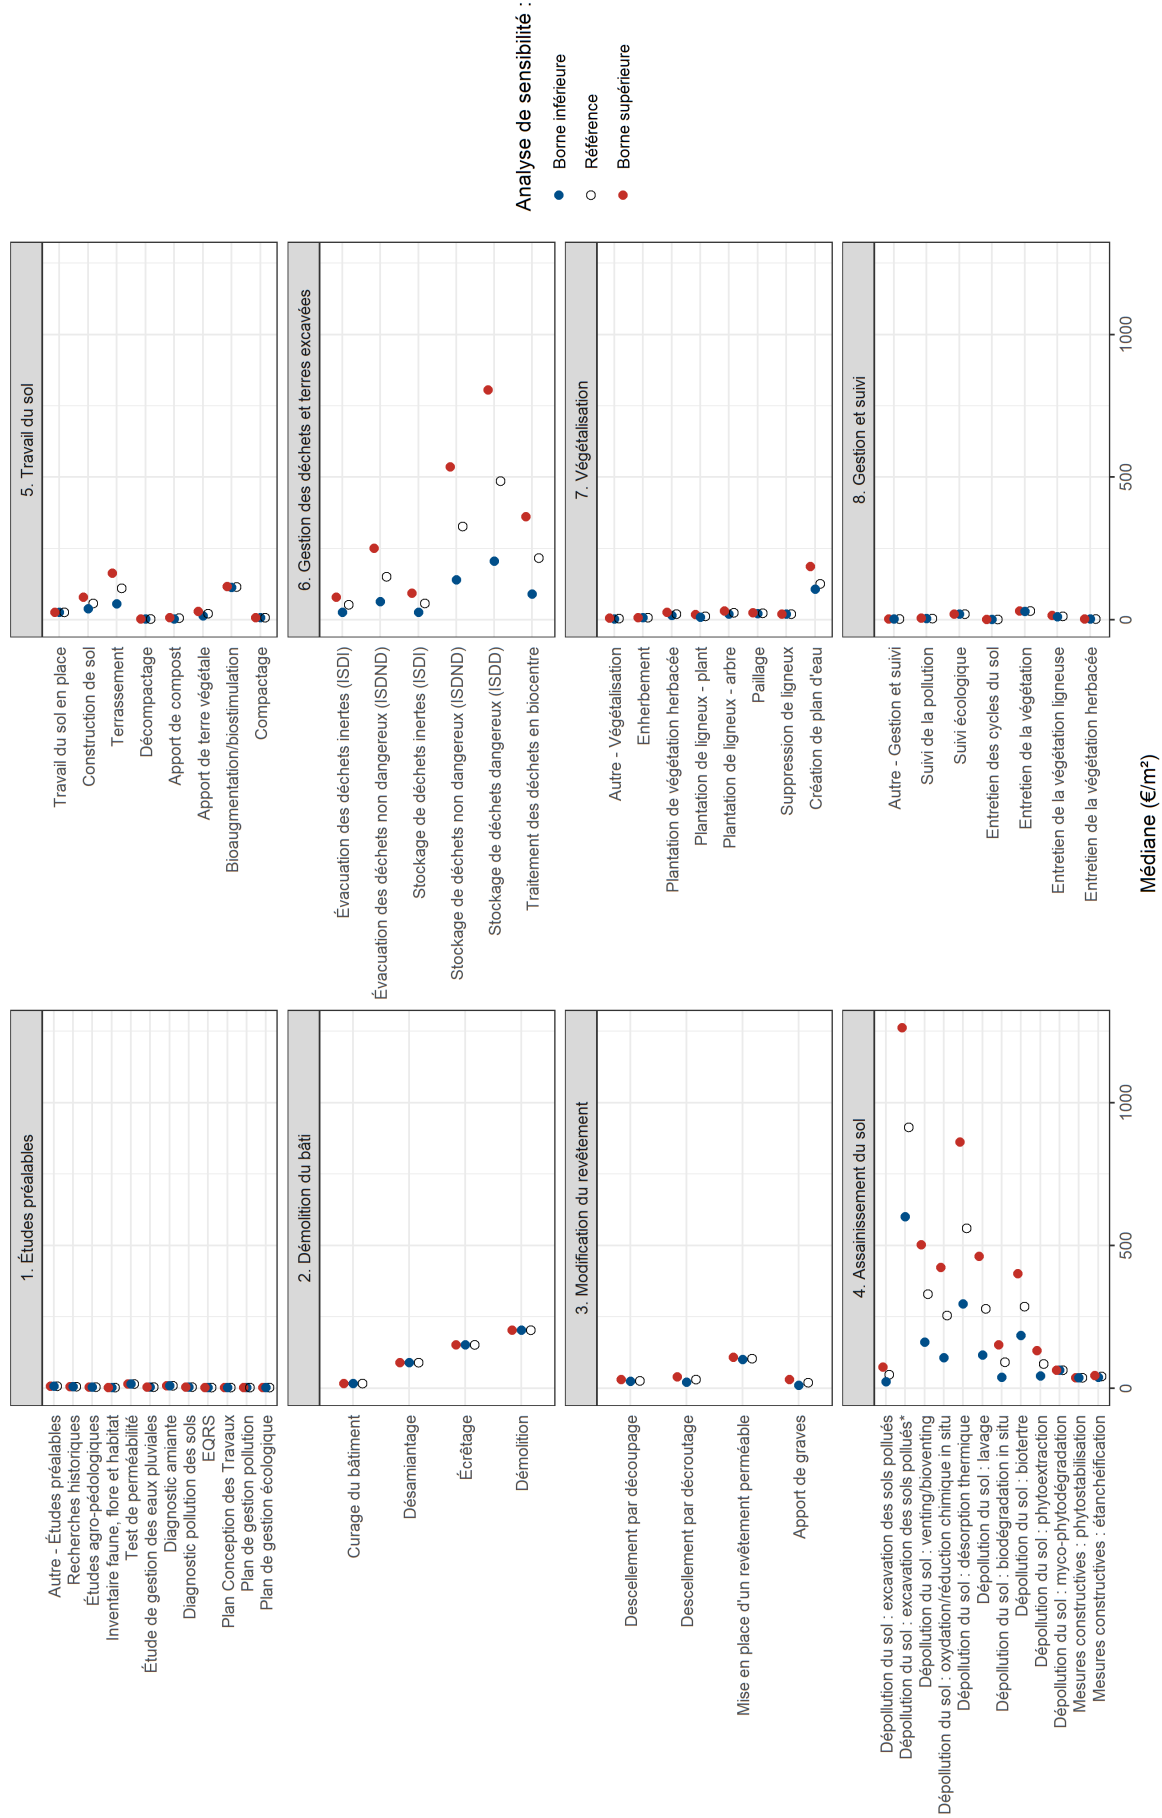 1. Études préalables
Autre - Études préalables
Recherches historiques
Études agro-pédologiques
Inventaire faune, flore et habitat
Test de perméabilité
Étude de gestion des eaux pluviales
Diagnostic amiante
Diagnostic pollution des sols
EQRS
Plan Conception des Travaux
Plan de gestion pollution
Plan de gestion écologique
5. Travail du sol
Travail du sol en place
Construction de sol
Terrassement
Décompactage
Apport de compost
Apport de terre végétale
Bioaugmentation/biostimulation
Compactage
2. Démolition du bâti
Curage du bâtiment
Désamiantage
Écrêtage
Démolition
6. Gestion des déchets et terres excavées
Évacuation des déchets inertes (ISDI)
Évacuation des déchets non dangereux (ISDND)
Stockage de déchets inertes (ISDI)
Stockage de déchets non dangereux (ISDND)
Stockage de déchets dangereux (ISDD)
Traitement des déchets en biocentre
3. Modification du revêtement
Descellement par découpage
Descellement par décroutage
Mise en place d'un revêtement perméable
Apport de graves
7. Végétalisation
Autre - Végétalisation
Enherbement
Plantation de végétation herbacée
Plantation de ligneux - plant
Plantation de ligneux - arbre
Paillage
Suppression de ligneux
Création de plan d'eau
4. Assainissement du sol
Dépollution du sol : excavation des sols pollués
Dépollution du sol : excavation des sols pollués*
Dépollution du sol : venting/bioventing
Dépollution du sol : oxydation/réduction chimique in situ
Dépollution du sol : désorption thermique
Dépollution du sol : lavage
Dépollution du sol : biodégradation in situ
Dépollution du sol : biotertre
Dépollution du sol : phytoextraction
Dépollution du sol : myco-phytodégradation
Mesures constructives : phytostabilisation
Mesures constructives : étanchéification
0
500
1000
8. Gestion et suivi
Autre - Gestion et suivi
Suivi de la pollution
Suivi écologique
Entretien des cycles du sol
Entretien de la végétation
Entretien de la végétation ligneuse
Entretien de la végétation herbacée
0
500
1000
Médiane (€/m²)
Analyse de sensibilité :
Borne inférieure
Référence
Borne supérieure